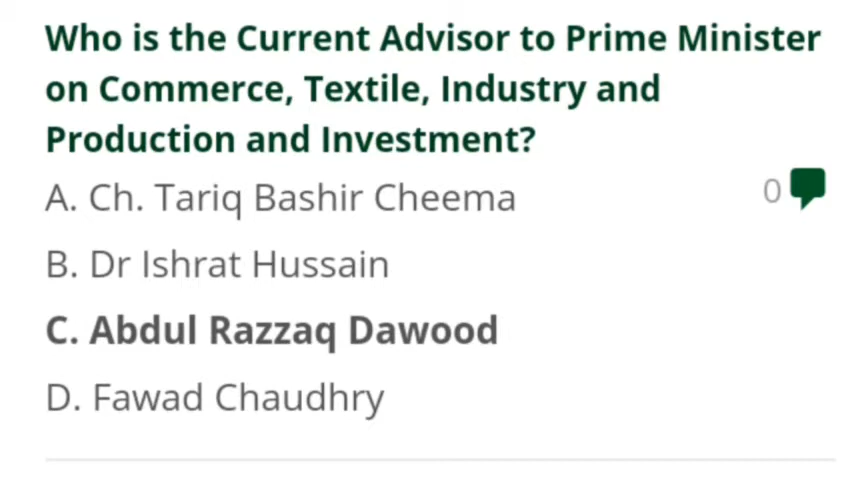 Who is the Current Advisor to Prime Minister
on Commerce, Textile, Industry and
Production and Investment?
A. Ch. Tariq Bashir Cheema
0
B. Dr Ishrat Hussain
C. Abdul Razzaq Dawood
D. Fawad Chaudhry